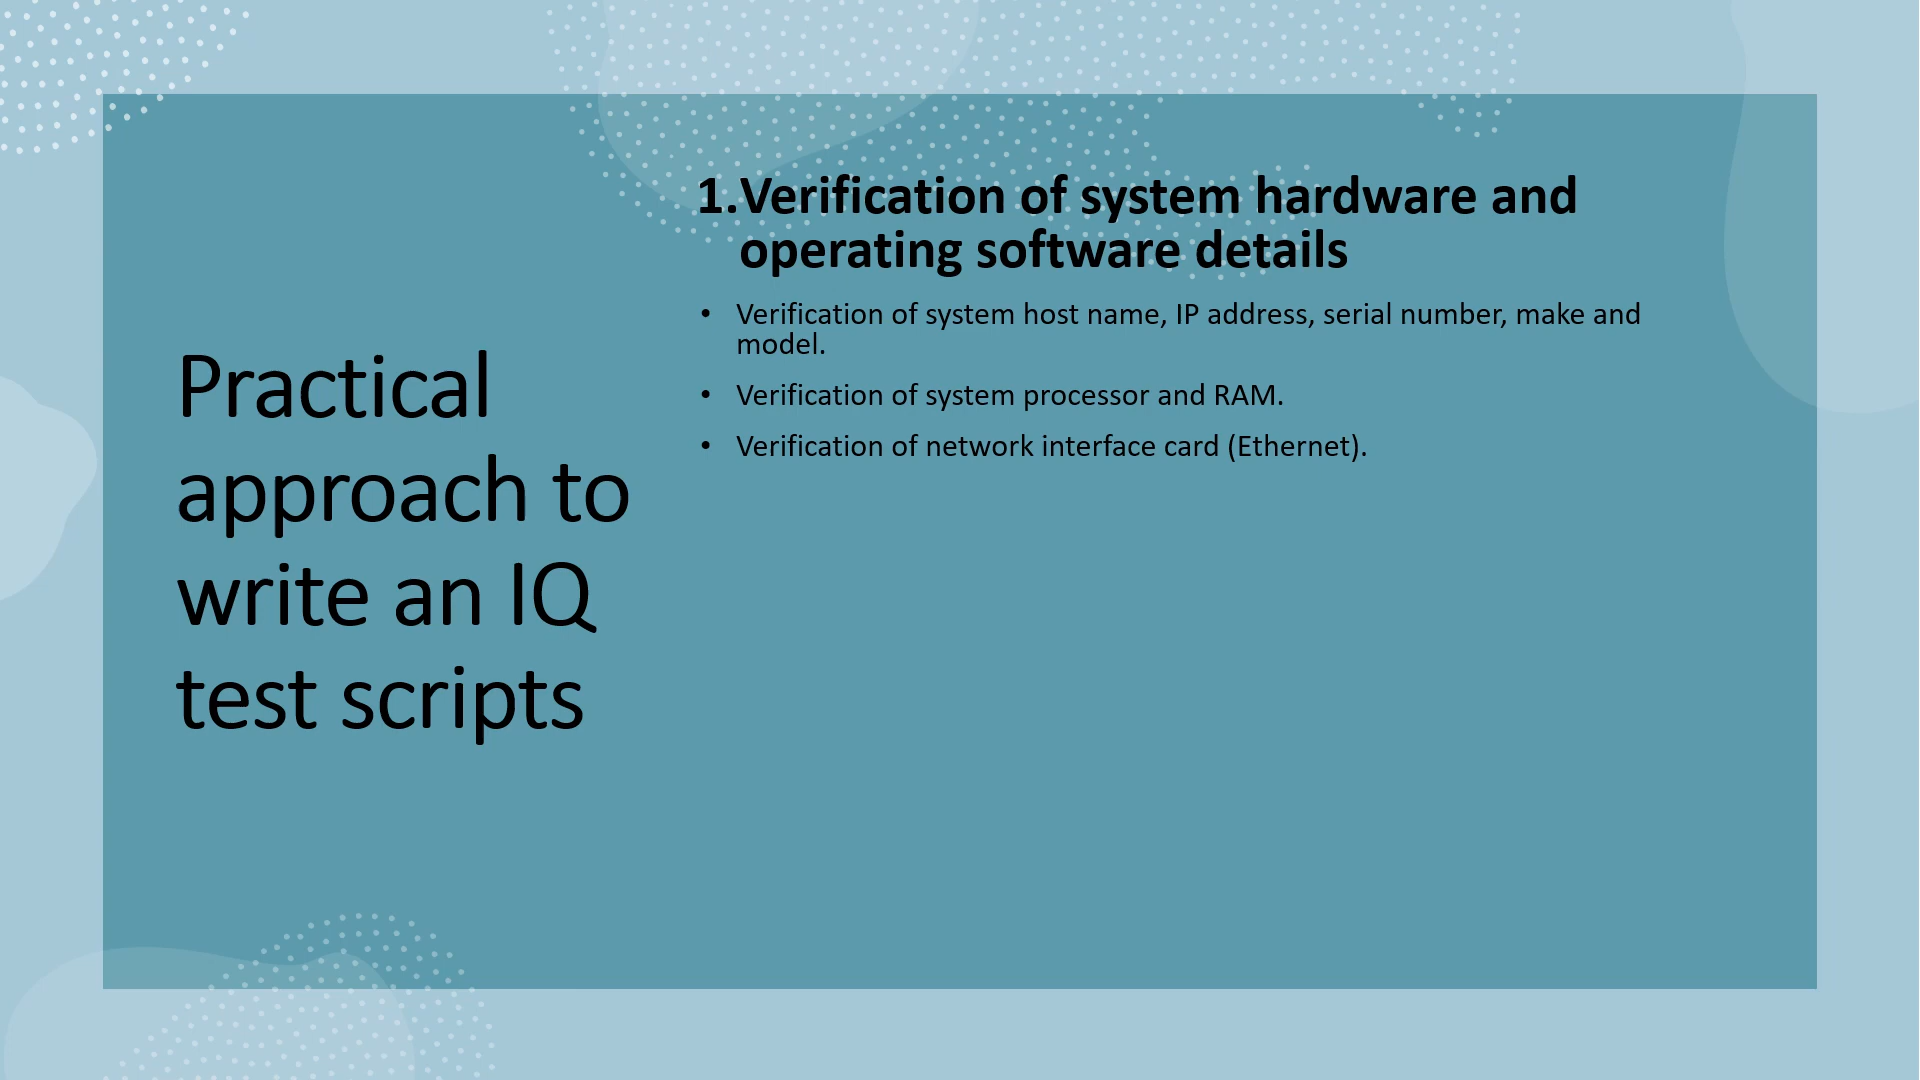 Practical
approach to
write an IQ
test scripts
1.Verification of system hardware and
operating software details
• Verification of system host name, IP address, serial number, make and
model.
• Verification of system processor and RAM.
• Verification of network interface card (Ethernet).